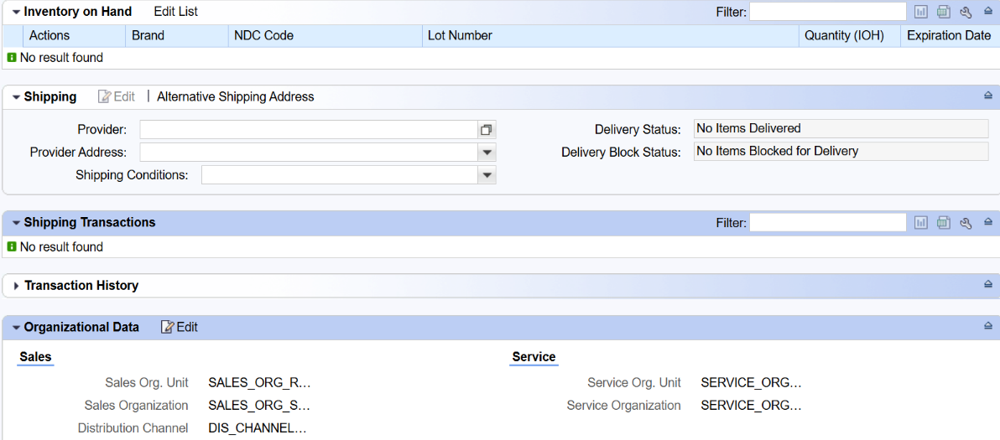 Inventory on Hand Edit List Filter:
Actions Brand NDC Code Lot Number Quantity (IOH) Expiration Date
No result found
Shipping Edit | Alternative Shipping Address
Provider: Delivery Status: No Items Delivered
Provider Address: Delivery Block Status: No Items Blocked for Delivery
Shipping Conditions:
Shipping Transactions Filter:
No result found
Transaction History
Organizational Data Edit
Sales Service
Sales Org. Unit SALES_ORG_R... Service Org. Unit SERVICE_ORG...
Sales Organization SALES_ORG_S... Service Organization SERVICE_ORG...
Distribution Channel DIS_CHANNEL...